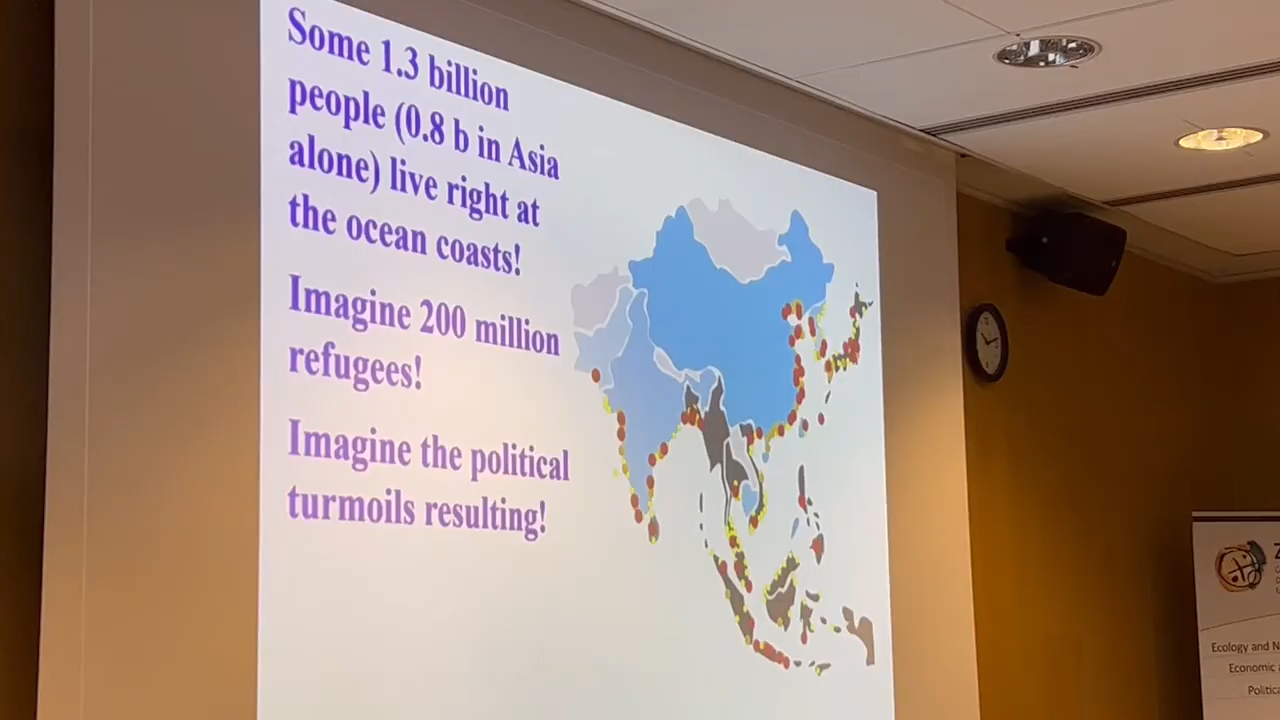 Some 1.3 billion
people (0.8 b in Asia
alone) live right at
the ocean coasts!
Imagine 200 million
refugees!
Imagine the political
turmoils resulting!
Ecology and
Economic